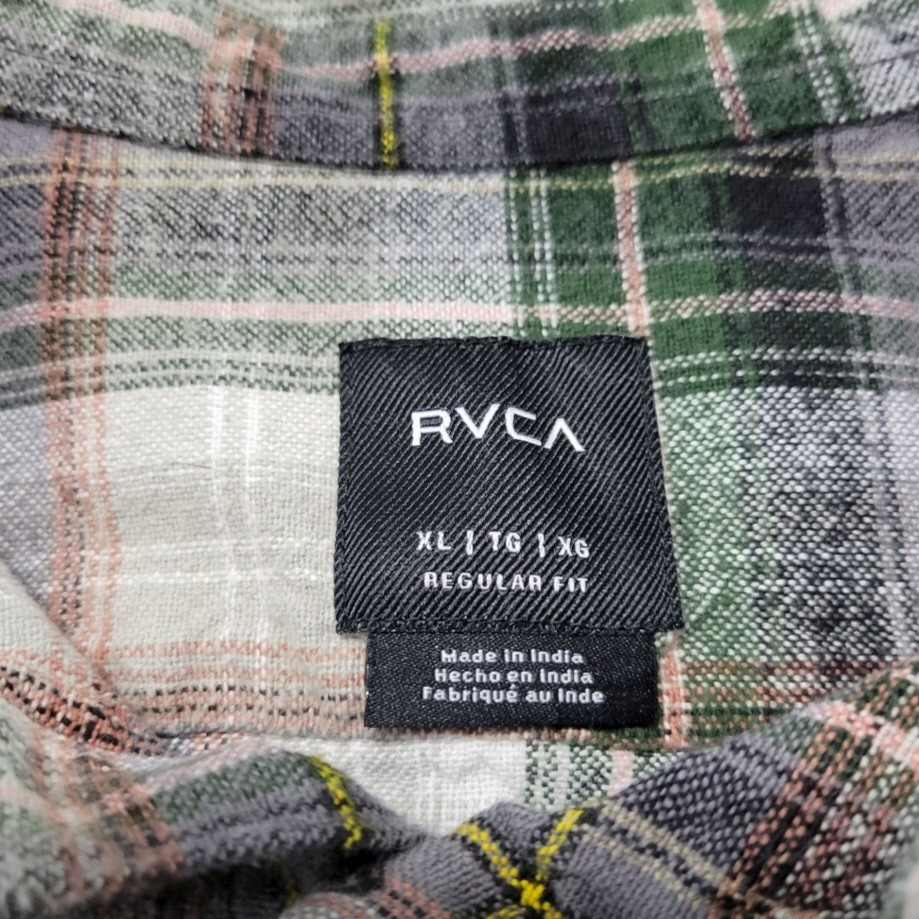 RVCA
XL | TG | XG
REGULAR FIT
Made in India
Hecho en India
Fabriqué au Inde